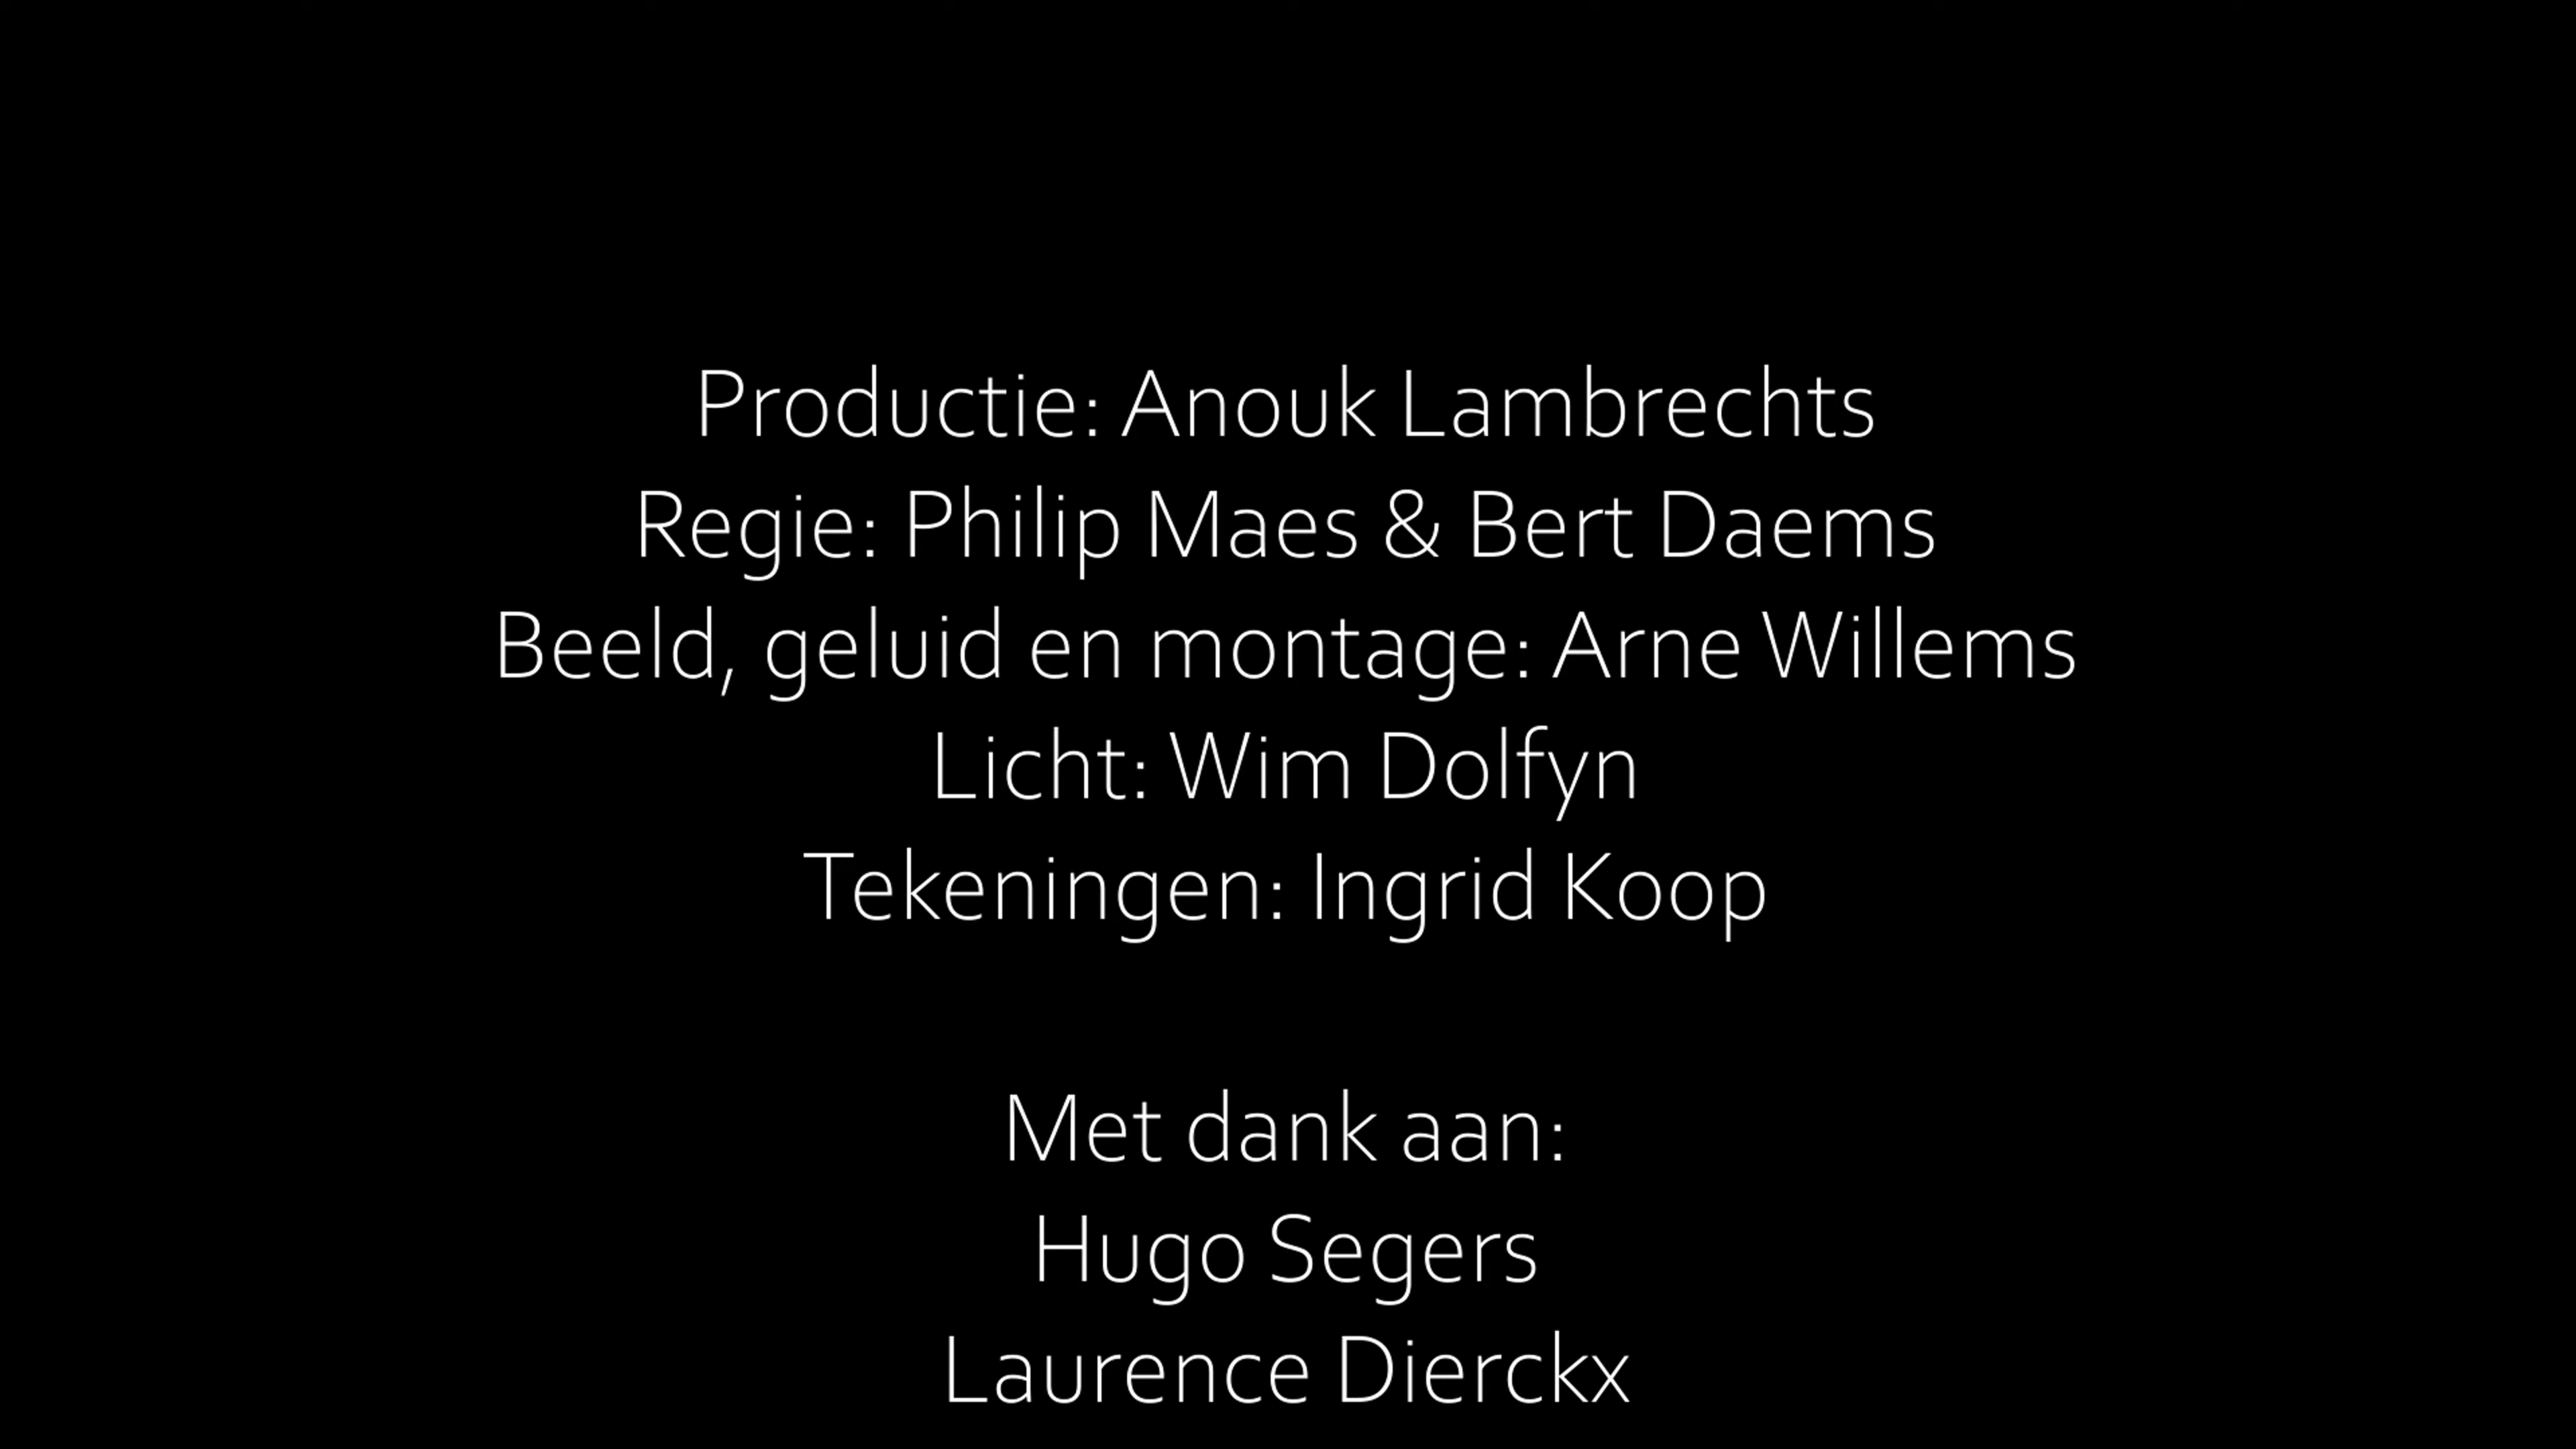 Productie: Anouk Lambrechts
Regie: Philip Maes & Bert Daems
Beeld, geluid en montage: Arne Willems
Licht: Wim Dolfyn
Tekeningen: Ingrid Koop
Met dank aan:
Hugo Segers
Laurence Dierckx